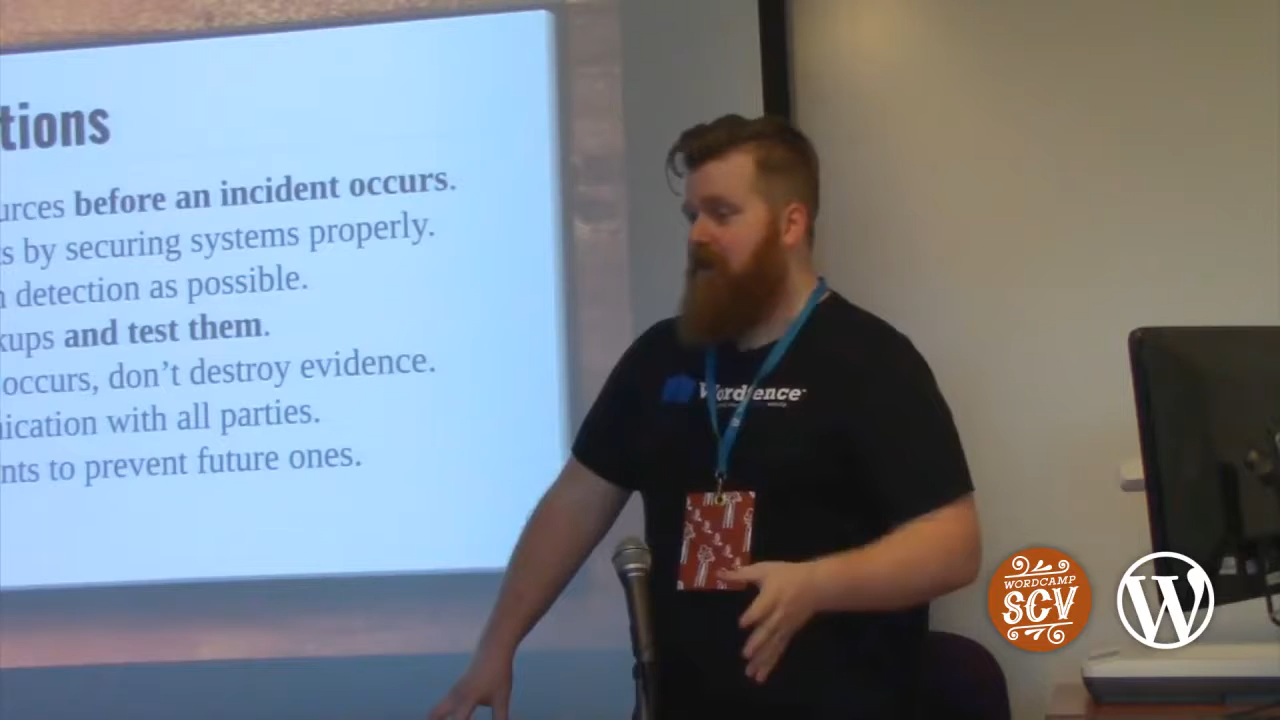 tions
urces before an incident occurs.
s by securing systems properly.
n detection as possible.
kups and test them.
occurs, don't destroy evidence.
ication with all parties.
nts to prevent future ones.
Wordfence
WORDCAMP
SCV
W